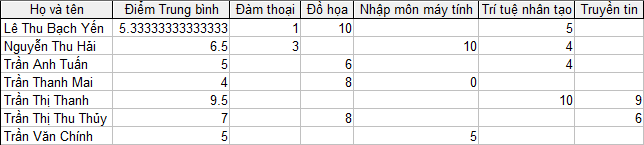 Họ và tên Điểm Trung bình Đàm thoại Đồ họa Nhập môn máy tính Trí tuệ nhân tạo Truyền tin
Lê Thu Bạch Yến 5.33333333333333 1 10 5
Nguyễn Thu Hải 6.5 3 10 4
Trần Anh Tuấn 5 6 4
Trần Thanh Mai 4 8 0
Trần Thị Thanh 9.5 10 9
Trần Thị Thu Thủy 7 8 6
Trần Văn Chính 5 5